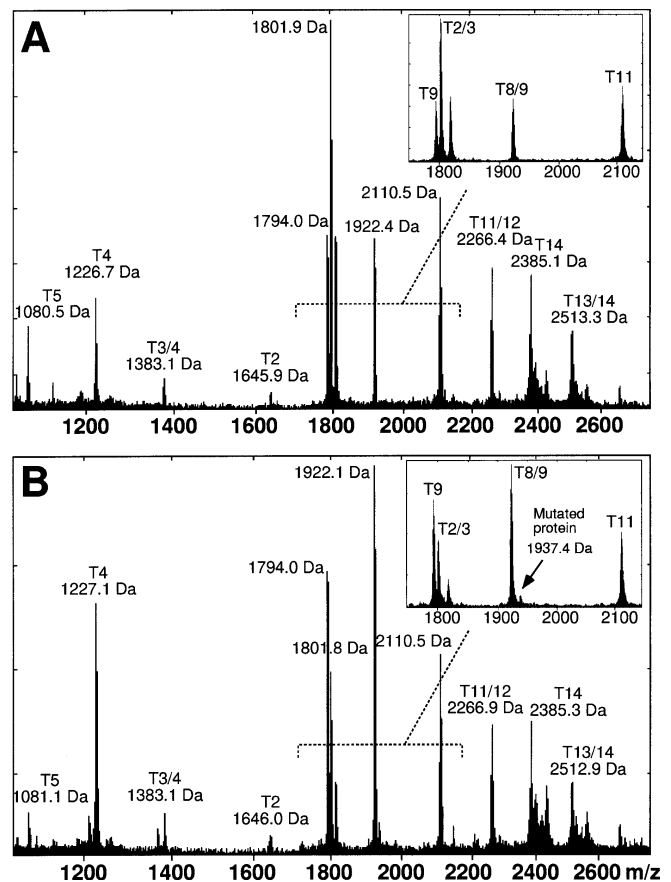 A
1801.9 Da
T2/3
T9
T8/9
T11
1800 1900 2000 2100
1794.0 Da
1922.4 Da
2110.5 Da
T11/12
2266.4 Da
T14
2385.1 Da
T4
1226.7 Da
T5
1080.5 Da
T3/4
1383.1 Da
T2
1645.9 Da
T13/14
2513.3 Da
1200 1400 1600 1800 2000 2200 2400 2600
B
1922.1 Da
T8/9
T9
T2/3
Mutated
protein
1937.4 Da
T11
1800 1900 2000 2100
1794.0 Da
T4
1227.1 Da
1801.8 Da
2110.5 Da
T11/12
2266.9 Da
T14
2385.3 Da
T5
1081.1 Da
T3/4
1383.1 Da
T2
1646.0 Da
T13/14
2512.9 Da
1200 1400 1600 1800 2000 2200 2400 2600 m/z